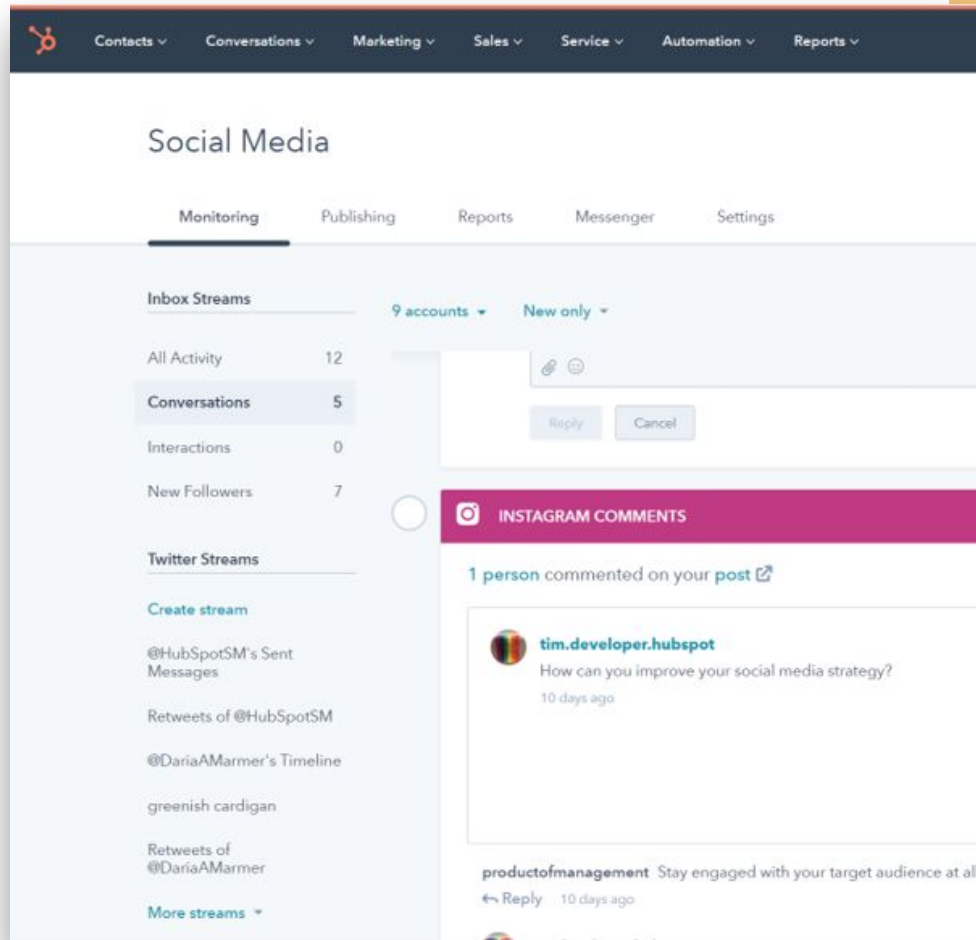 Contacts Conversations Marketing Sales Service Automation Reports
Social Media
Monitoring Publishing Reports Messenger Settings
Inbox Streams
All Activity 12
Conversations 5
Interactions 0
New Followers 7
Twitter Streams
Create stream
@HubSpotSM's Sent
Messages
Retweets of @HubSpotSM
@DariaAMarmer's Timeline
greenish cardigan
Retweets of
@DariaAMarmer
More streams
9 accounts New only
Reply Cancel
INSTAGRAM COMMENTS
1 person commented on your post
tim.developer.hubspot
How can you improve your social media strategy?
10 days ago
productofmanagement Stay engaged with your target audience at all
Reply 10 days ago